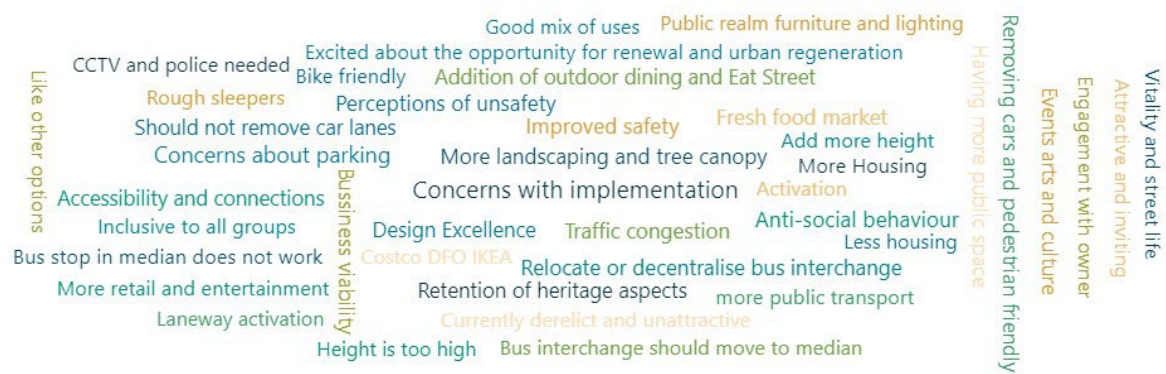 Good mix of uses
Public realm furniture and lighting
Excited about the opportunity for renewal and urban regeneration
CCTV and police needed
Bike friendly
Addition of outdoor dining and Eat Street
Rough sleepers
Perceptions of unsafety
Fresh food market
Should not remove car lanes
Improved safety
Add more height
Concerns about parking
More landscaping and tree canopy
More Housing
Like other options
Accessibility and connections
Bussiness viability
Concerns with implementation
Activation
Inclusive to all groups
Design Excellence
Traffic congestion
Anti-social behaviour
Less housing
Bus stop in median does not work
Costco DFO IKEA
Relocate or decentralise bus interchange
More retail and entertainment
Retention of heritage aspects
more public transport
Laneway activation
Currently derelict and unattractive
Height is too high
Bus interchange should move to median
Having more public space
Removing cars and pedestrian friendly
Events arts and culture
Engagement with owner
Attractive and inviting
Vitality and street life